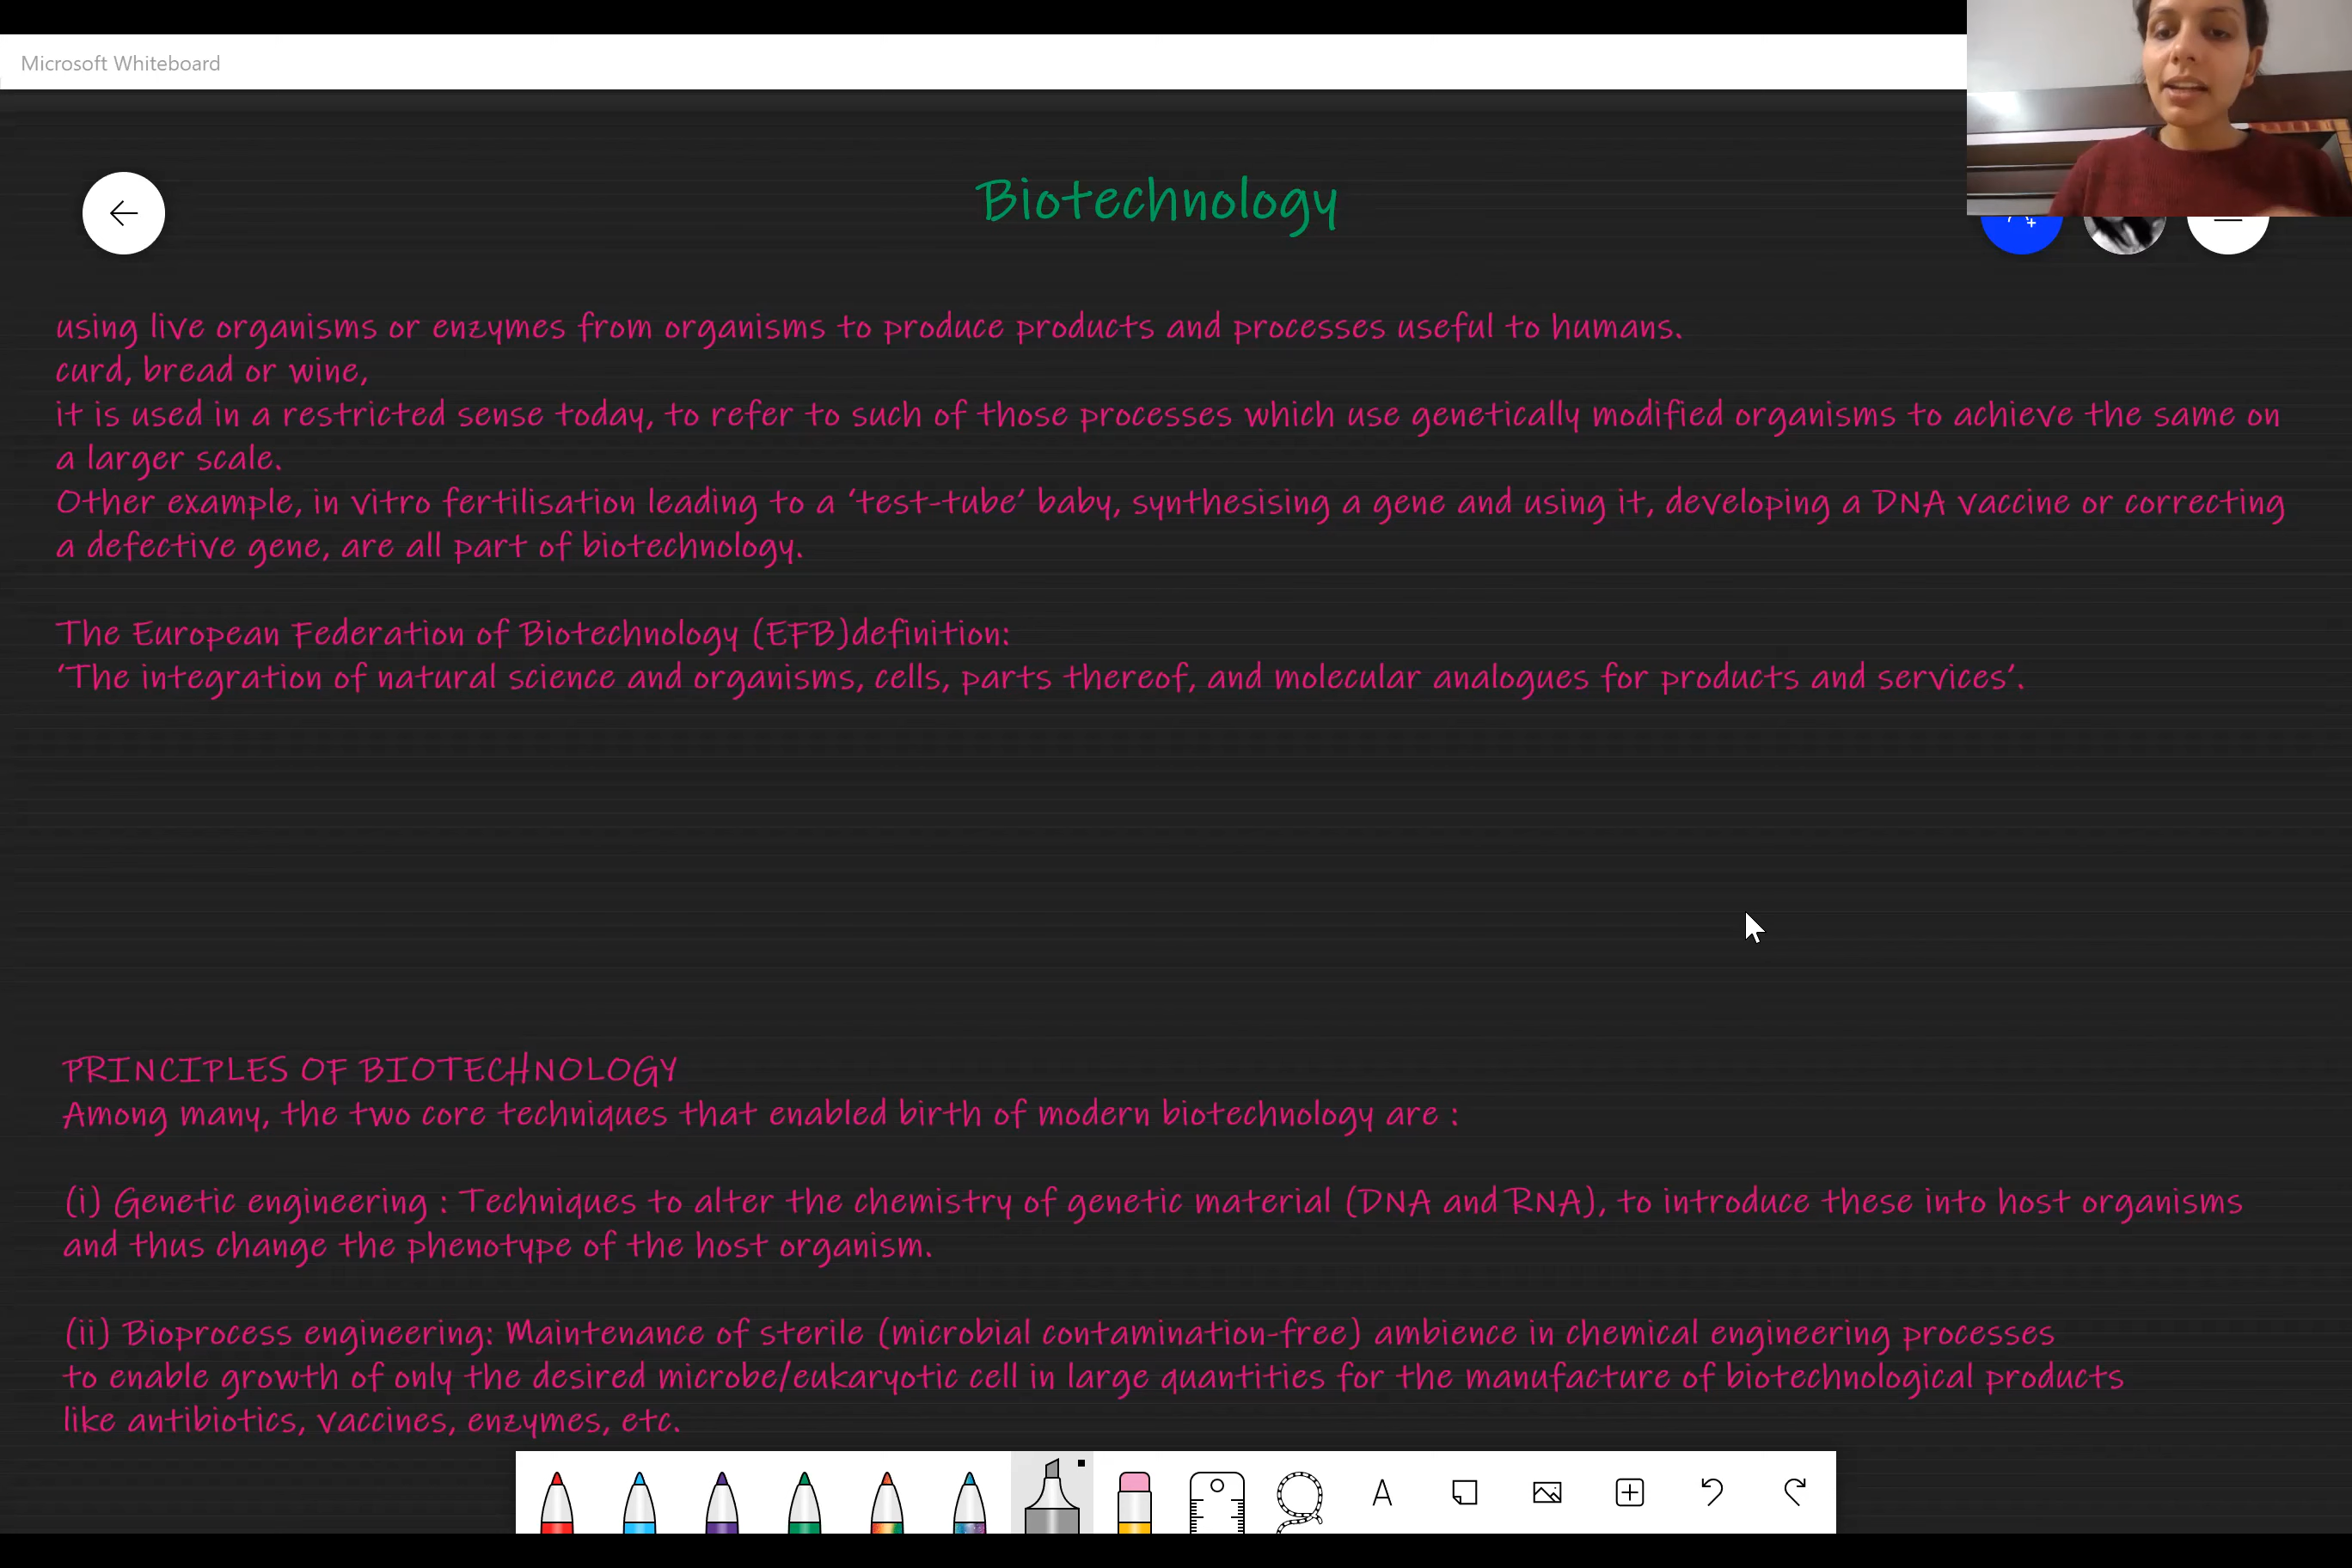 Microsoft Whiteboard
Biotechnology
using live organisms or enzymes from organisms to produce products and processes useful to humans.
curd, bread or wine,
it is used in a restricted sense today, to refer to such of those processes which use genetically modified organisms to achieve the same on
a larger scale.
Other example, in vitro fertilisation leading to a ‘test-tube’ baby, synthesising a gene and using it, developing a DNA vaccine or correcting
a defective gene, are all part of biotechnology.
The European Federation of Biotechnology (EFB)definition:
‘The integration of natural science and organisms, cells, parts thereof, and molecular analogues for products and services’.
PRINCIPLES OF BIOTECHNOLOGY
Among many, the two core techniques that enabled birth of modern biotechnology are :
(i) Genetic engineering : Techniques to alter the chemistry of genetic material (DNA and RNA), to introduce these into host organisms
and thus change the phenotype of the host organism.
(ii) Bioprocess engineering: Maintenance of sterile (microbial contamination-free) ambience in chemical engineering processes
to enable growth of only the desired microbe/eukaryotic cell in large quantities for the manufacture of biotechnological products
like antibiotics, vaccines, enzymes, etc.